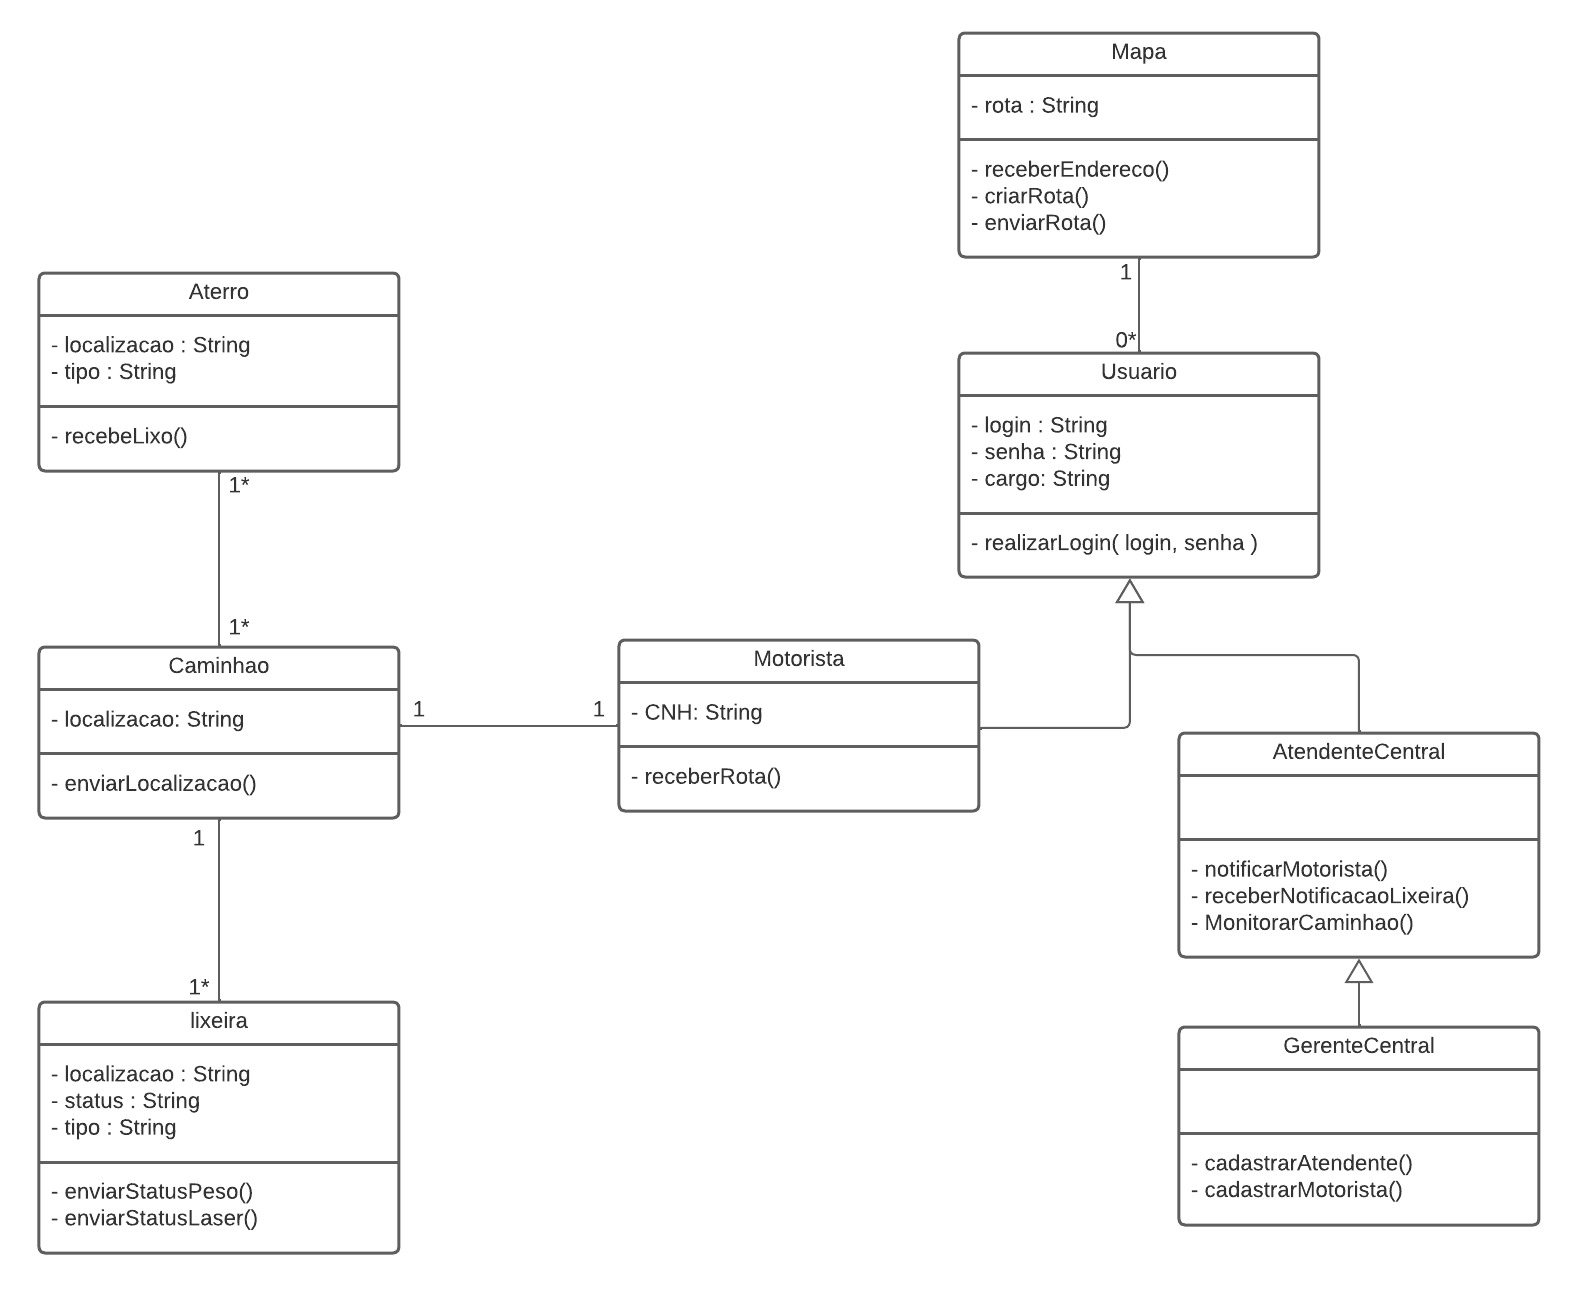 Mapa
- rota : String
- receberEndereco()
- criarRota()
- enviarRota()
1
0*
Usuario
- login : String
- senha : String
- cargo: String
- realizarLogin( login, senha )
Aterro
- localizacao : String
- tipo : String
- recebeLixo()
1*
1*
Caminhao
- localizacao: String
- enviarLocalizacao()
1
1
Motorista
- CNH: String
- receberRota()
1
1*
lixeira
- localizacao : String
- status : String
- tipo : String
- enviarStatusPeso()
- enviarStatusLaser()
AtendenteCentral
- notificarMotorista()
- receberNotificacaoLixeira()
- MonitorarCaminhao()
GerenteCentral
- cadastrarAtendente()
- cadastrarMotorista()